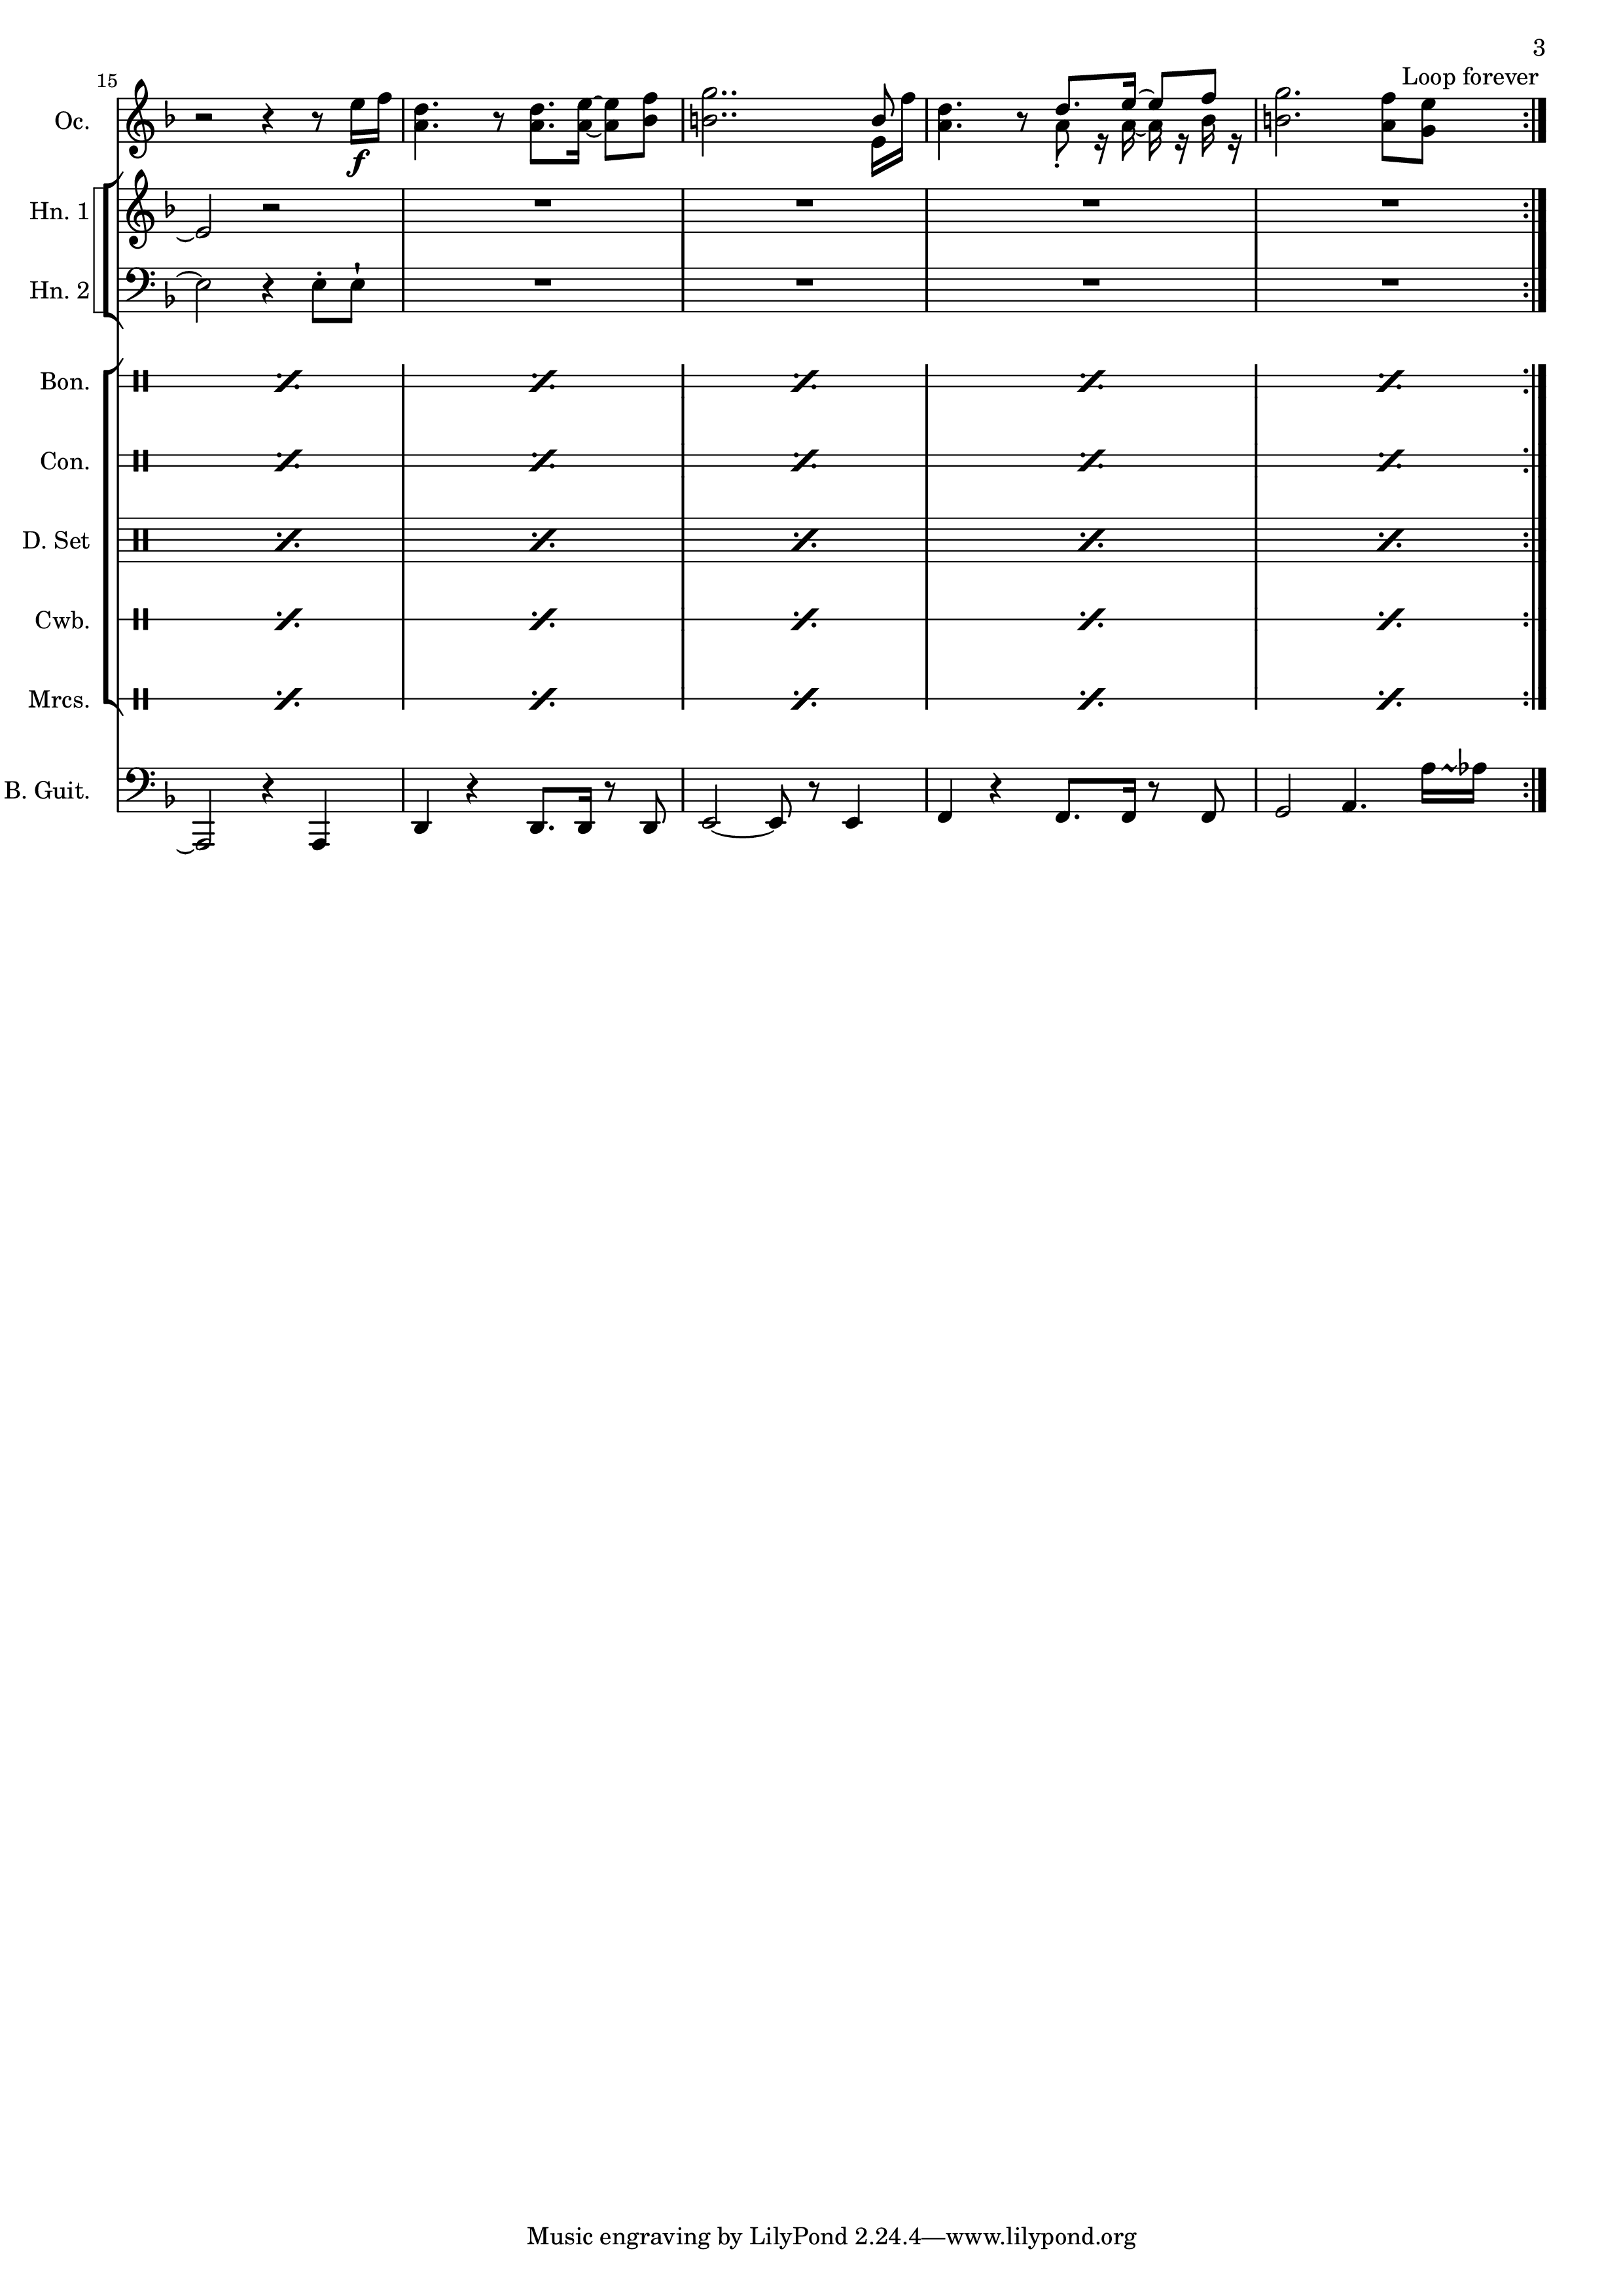 3
Loop forever
15
Oc.
f
Hn. 1
Hn. 2
Bon.
Con.
D. Set
Cwb.
Mrcs.
B. Guit.
Music engraving by LilyPond 2.24.4—www.lilypond.org